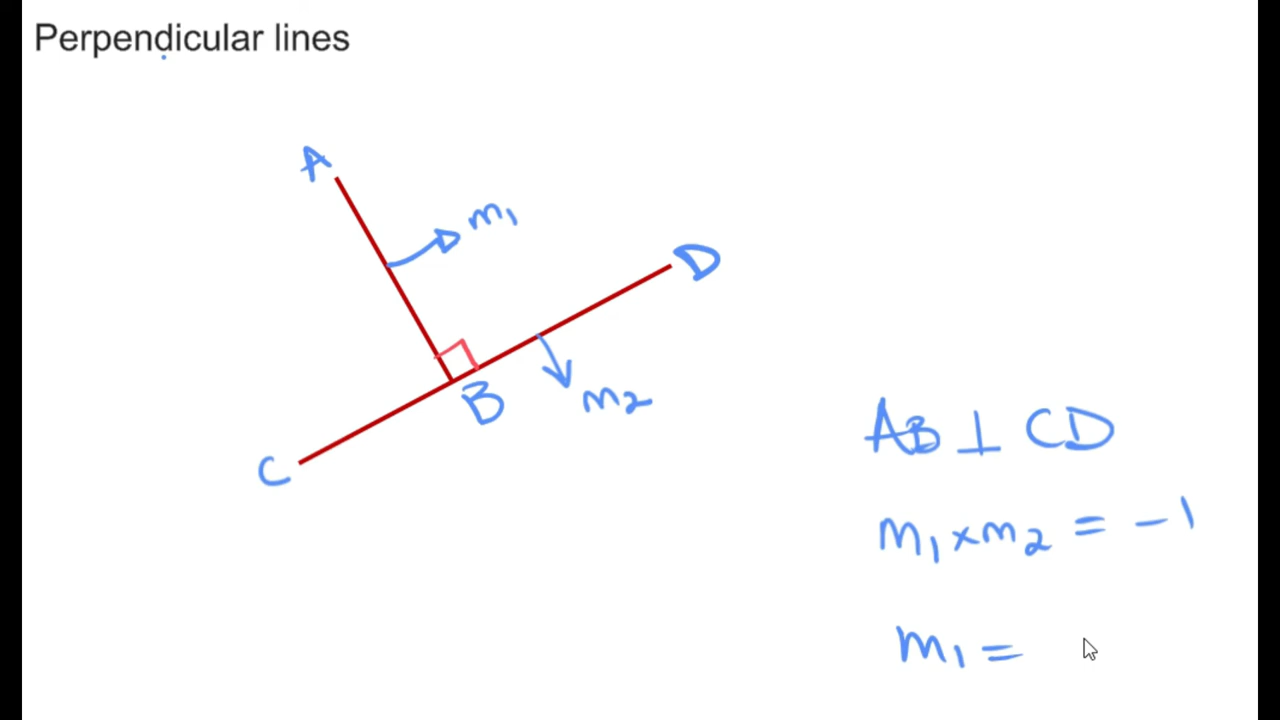 Perpendicular lines
A
m1
D
B
m2
C
AB ⊥ CD
m1 × m2 = -1
m1 =